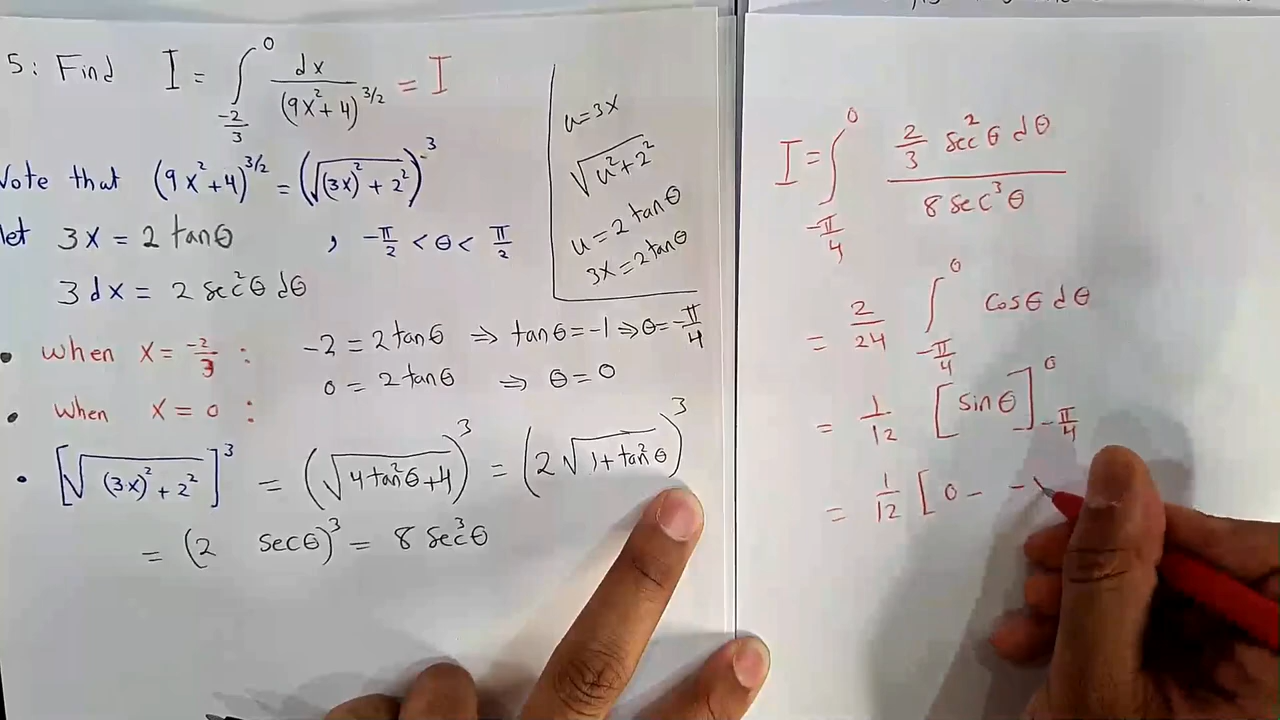 5: Find I = ∫_{-2/3}^{0} dx / (9x²+4)^{3/2} = I
Note that (9x²+4)^{3/2} = (√((3x)²+2²))^3
let 3x = 2 tanθ , -π/2 < θ < π/2
3dx = 2 sec²θ dθ
• When x = -2/3 : -2 = 2 tanθ ⇒ tanθ = -1 ⇒ θ = -π/4
• When x = 0 : 0 = 2 tanθ ⇒ θ = 0
• [√((3x)²+2²)]^3 = (√(4tan²θ+4))^3 = (2√(1+tan²θ))^3
= (2 secθ)^3 = 8 sec³θ
u=3x
√(u²+2²)
u=2 tanθ
3x=2tanθ
I = ∫_{-π/4}^{0} (2/3 sec²θ dθ) / (8 sec³θ)
= 2/24 ∫_{-π/4}^{0} cosθ dθ
= 1/12 [sinθ]_{-π/4}^{0}
= 1/12 [0 - -